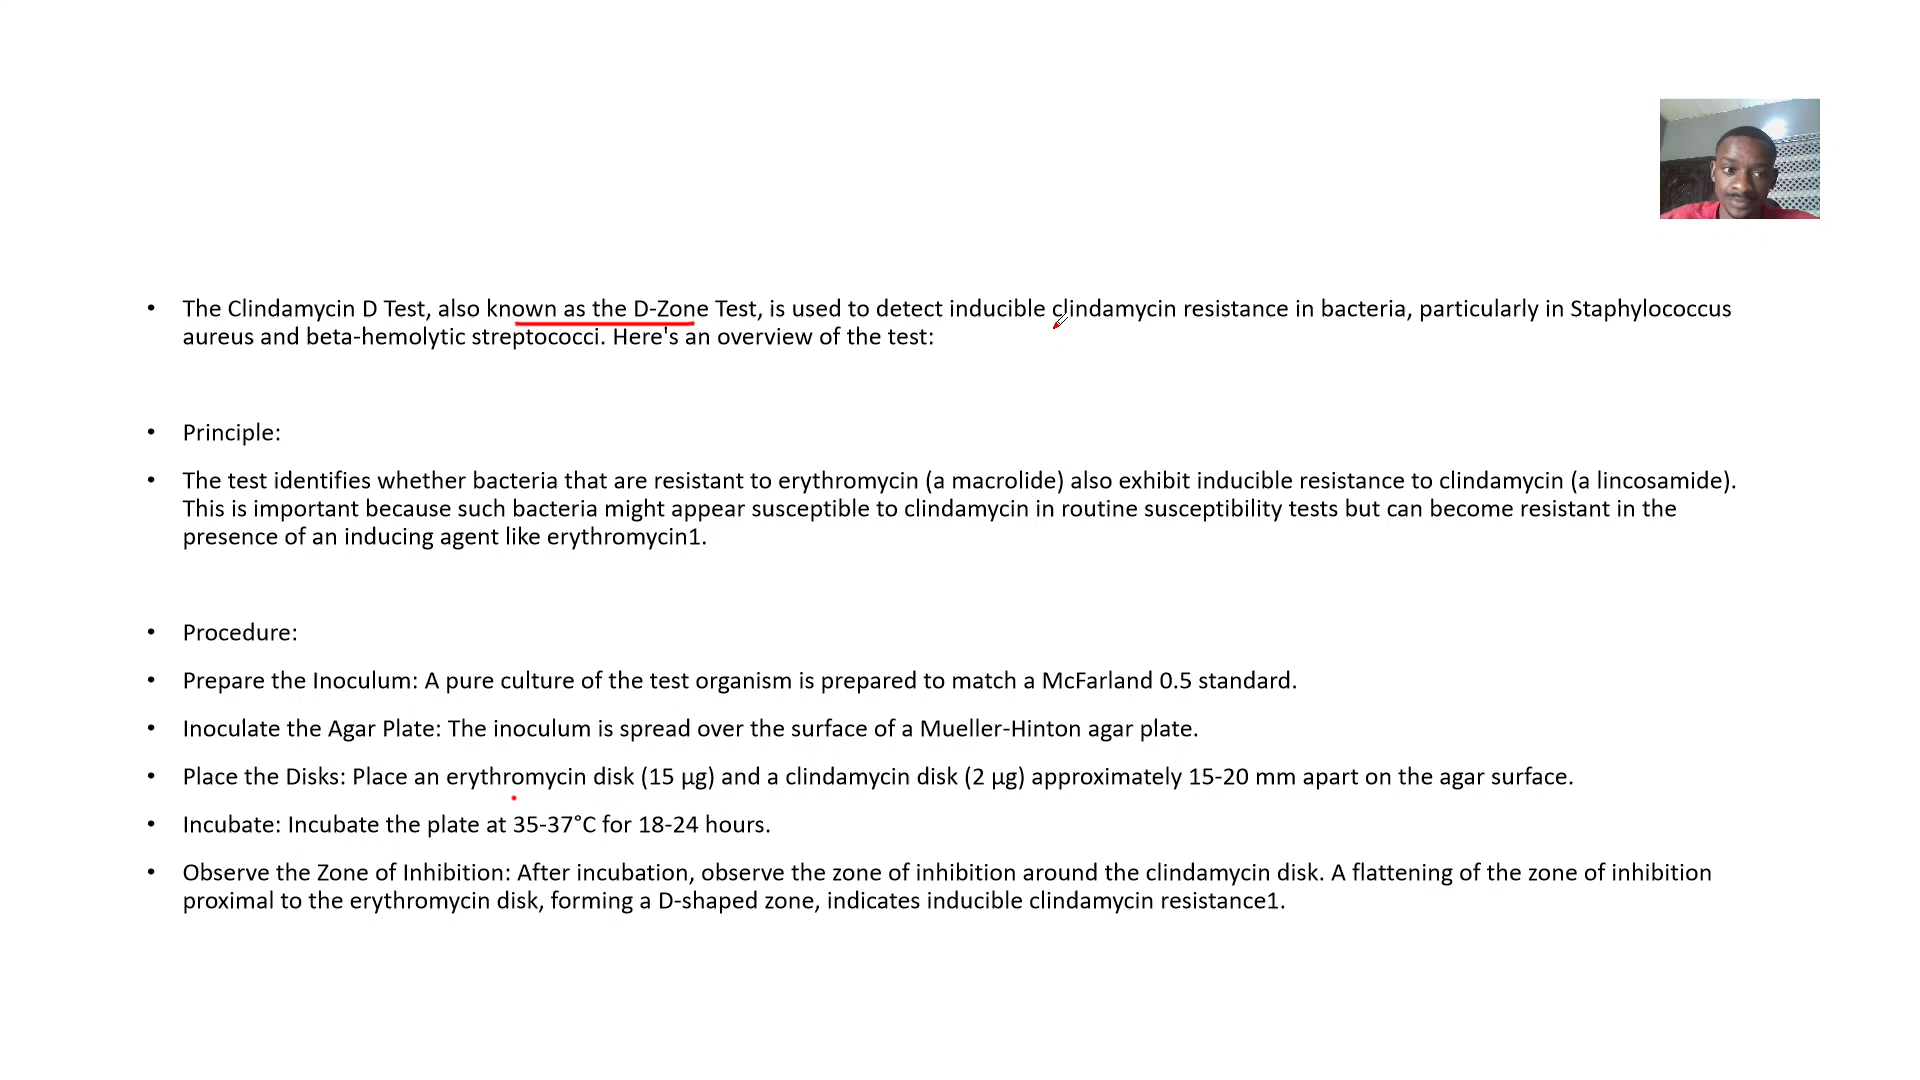 • The Clindamycin D Test, also known as the D-Zone Test, is used to detect inducible clindamycin resistance in bacteria, particularly in Staphylococcus
aureus and beta-hemolytic streptococci. Here's an overview of the test:
• Principle:
• The test identifies whether bacteria that are resistant to erythromycin (a macrolide) also exhibit inducible resistance to clindamycin (a lincosamide).
This is important because such bacteria might appear susceptible to clindamycin in routine susceptibility tests but can become resistant in the
presence of an inducing agent like erythromycin1.
• Procedure:
• Prepare the Inoculum: A pure culture of the test organism is prepared to match a McFarland 0.5 standard.
• Inoculate the Agar Plate: The inoculum is spread over the surface of a Mueller-Hinton agar plate.
• Place the Disks: Place an erythromycin disk (15 µg) and a clindamycin disk (2 µg) approximately 15-20 mm apart on the agar surface.
• Incubate: Incubate the plate at 35-37°C for 18-24 hours.
• Observe the Zone of Inhibition: After incubation, observe the zone of inhibition around the clindamycin disk. A flattening of the zone of inhibition
proximal to the erythromycin disk, forming a D-shaped zone, indicates inducible clindamycin resistance1.